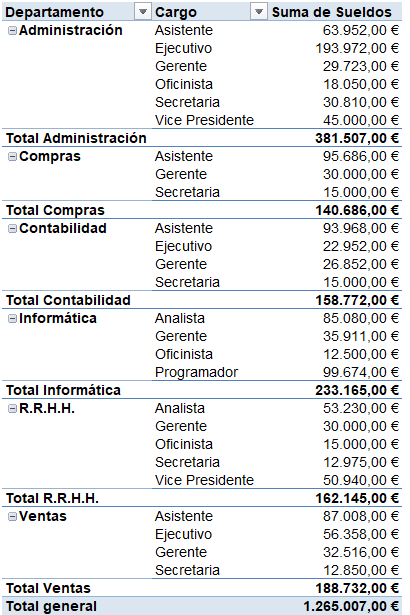 Departamento Cargo Suma de Sueldos
Administración Asistente 63.952,00 €
Ejecutivo 193.972,00 €
Gerente 29.723,00 €
Oficinista 18.050,00 €
Secretaria 30.810,00 €
Vice Presidente 45.000,00 €
Total Administración 381.507,00 €
Compras Asistente 95.686,00 €
Gerente 30.000,00 €
Secretaria 15.000,00 €
Total Compras 140.686,00 €
Contabilidad Asistente 93.968,00 €
Ejecutivo 22.952,00 €
Gerente 26.852,00 €
Secretaria 15.000,00 €
Total Contabilidad 158.772,00 €
Informática Analista 85.080,00 €
Gerente 35.911,00 €
Oficinista 12.500,00 €
Programador 99.674,00 €
Total Informática 233.165,00 €
R.R.H.H. Analista 53.230,00 €
Gerente 30.000,00 €
Oficinista 15.000,00 €
Secretaria 12.975,00 €
Vice Presidente 50.940,00 €
Total R.R.H.H. 162.145,00 €
Ventas Asistente 87.008,00 €
Ejecutivo 56.358,00 €
Gerente 32.516,00 €
Secretaria 12.850,00 €
Total Ventas 188.732,00 €
Total general 1.265.007,00 €